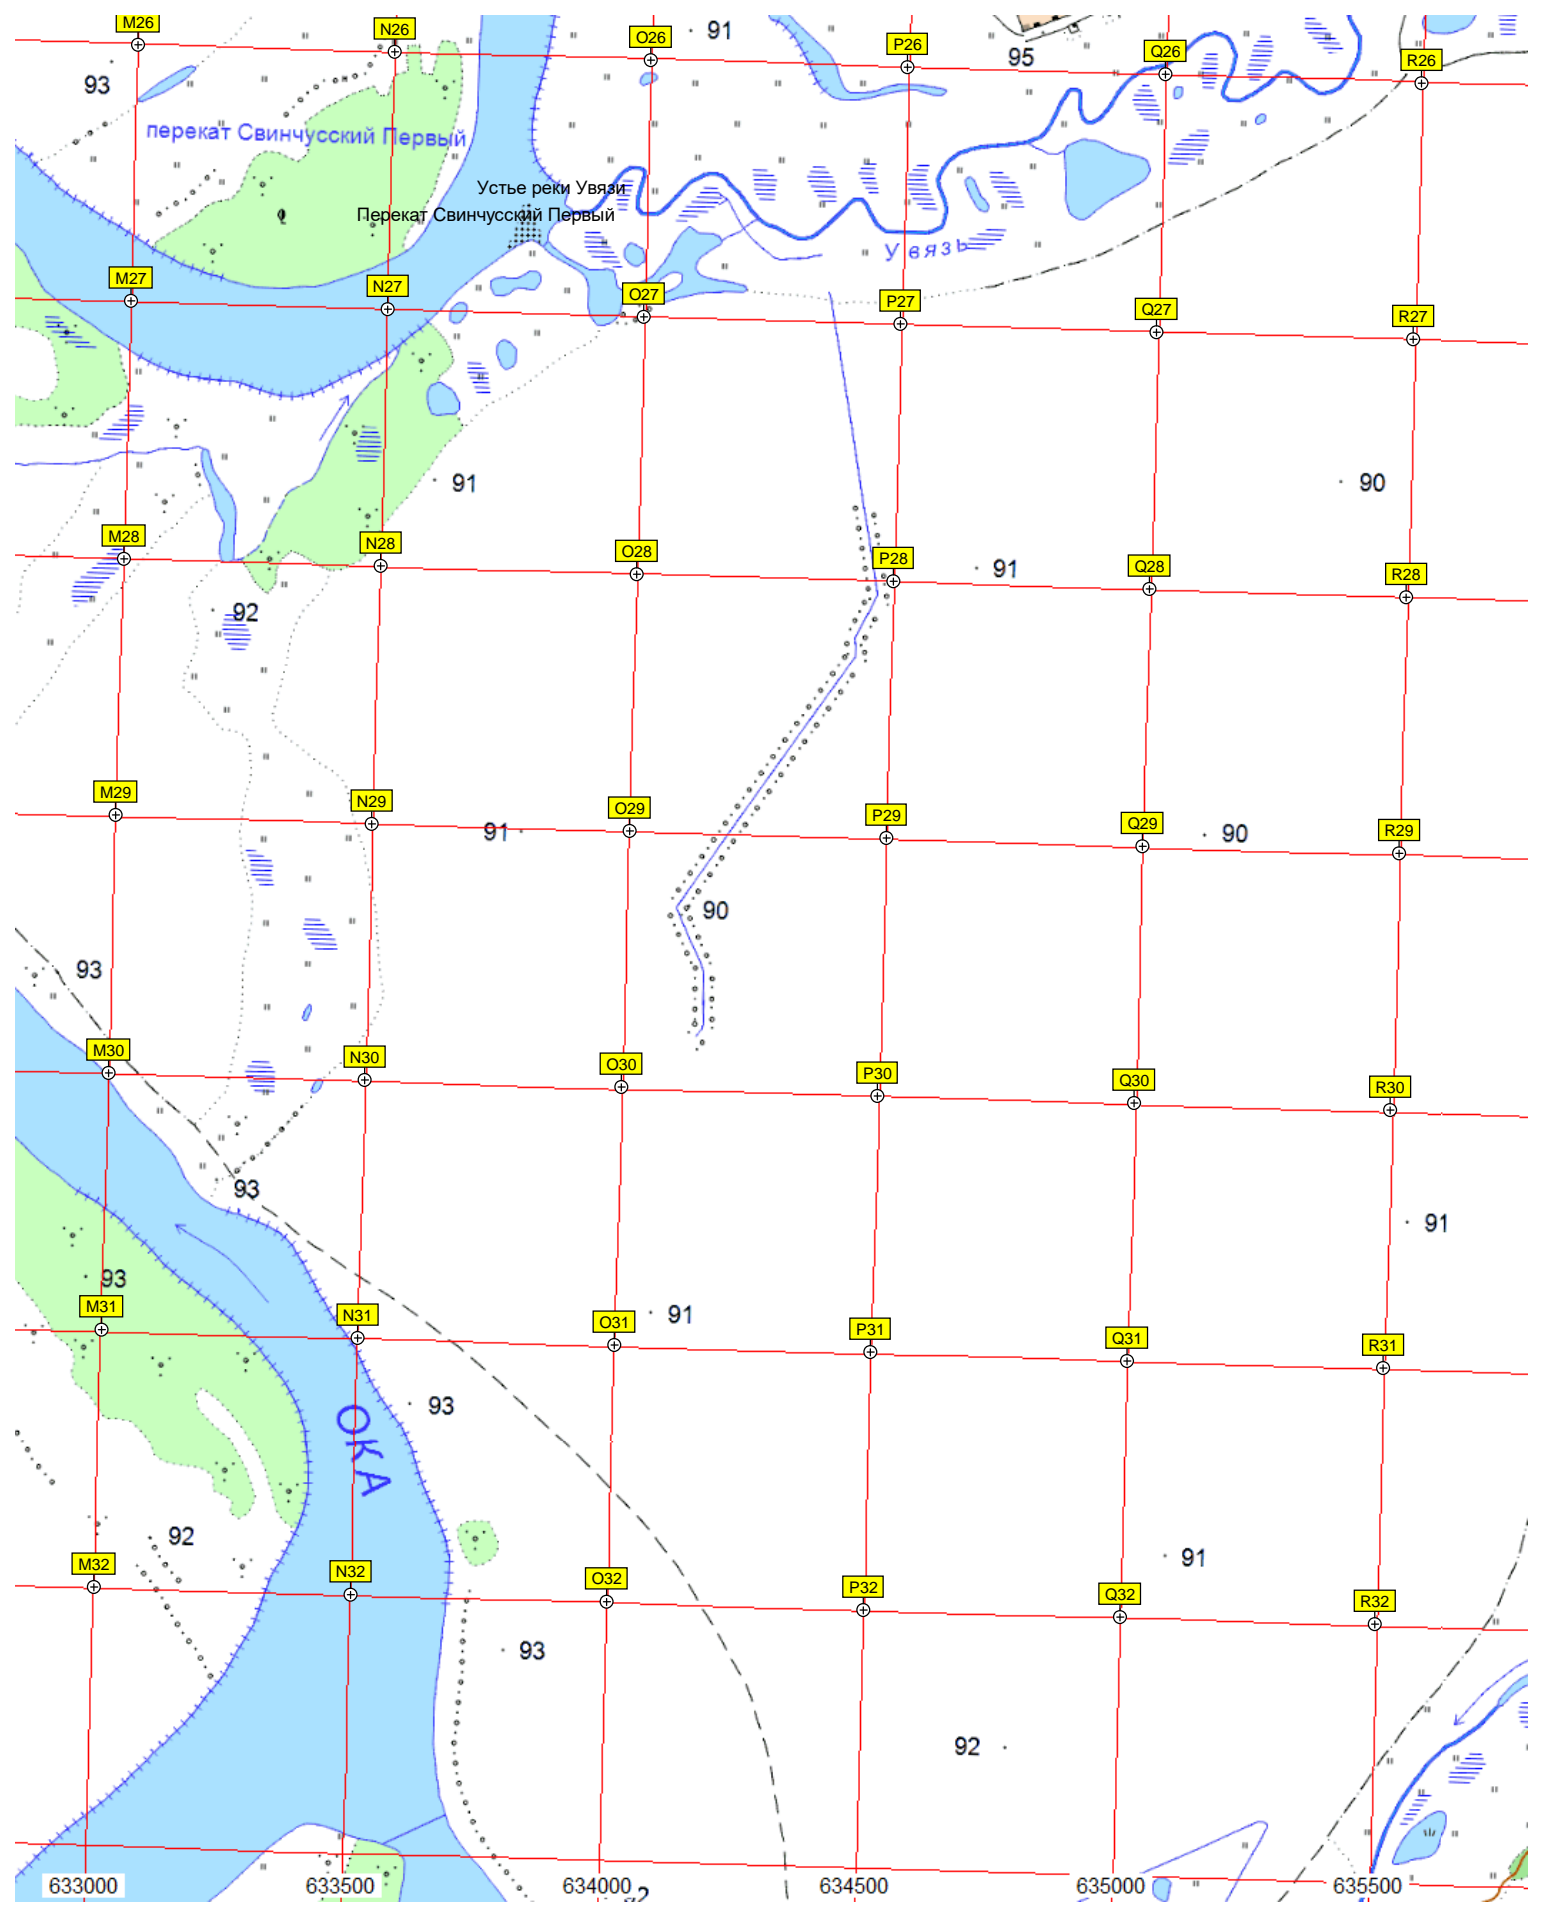 M26
N26
O26
91
P26
95
Q26
R26
93
перекат Свинчусский Первый
Устье реки Увязи
Перекат Свинчусский Первый
Увязь
M27
N27
O27
P27
Q27
R27
91
90
M28
N28
O28
P28
91
Q28
R28
92
M29
N29
91
O29
P29
Q29
90
R29
90
93
M30
N30
O30
P30
Q30
R30
93
91
93
M31
N31
O31
91
P31
Q31
R31
93
ОКА
92
91
M32
N32
O32
P32
Q32
R32
93
92
633000
633500
634000
634500
635000
635500